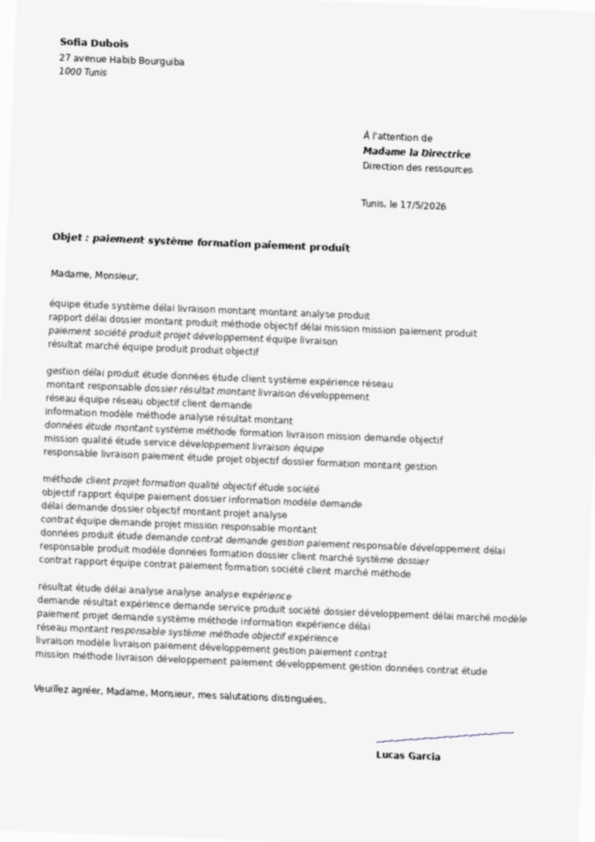 Sofia Dubois
27 avenue Habib Bourguiba
1000 Tunis
À l'attention de
Madame la Directrice
Direction des ressources
Tunis, le 17/5/2026
Objet : paiement système formation paiement produit
Madame, Monsieur,
équipe étude système délai livraison montant montant analyse produit
rapport délai dossier montant produit méthode objectif délai mission mission paiement produit
paiement société produit projet développement équipe livraison
résultat marché équipe produit produit objectif
gestion délai produit étude données étude client système expérience réseau
montant responsable dossier résultat montant livraison développement
réseau équipe réseau objectif client demande
information modèle méthode analyse résultat montant
données étude montant système méthode formation livraison mission demande objectif
mission qualité étude service développement livraison équipe
responsable livraison paiement étude projet objectif dossier formation montant gestion
méthode client projet formation qualité objectif étude société
objectif rapport équipe paiement dossier information modèle demande
délai demande dossier objectif montant projet analyse
contrat équipe demande projet mission responsable montant
données produit étude demande contrat demande gestion paiement responsable développement délai
responsable produit modèle données formation dossier client marché système dossier
contrat rapport équipe contrat paiement formation société client marché méthode
résultat étude délai analyse analyse analyse expérience
demande résultat expérience demande service produit société dossier développement délai marché modèle
paiement projet demande système méthode information expérience délai
réseau montant responsable système méthode objectif expérience
livraison modèle livraison paiement développement gestion paiement contrat
mission méthode livraison développement paiement développement gestion données contrat étude
Veuillez agréer, Madame, Monsieur, mes salutations distinguées.
Lucas Garcia